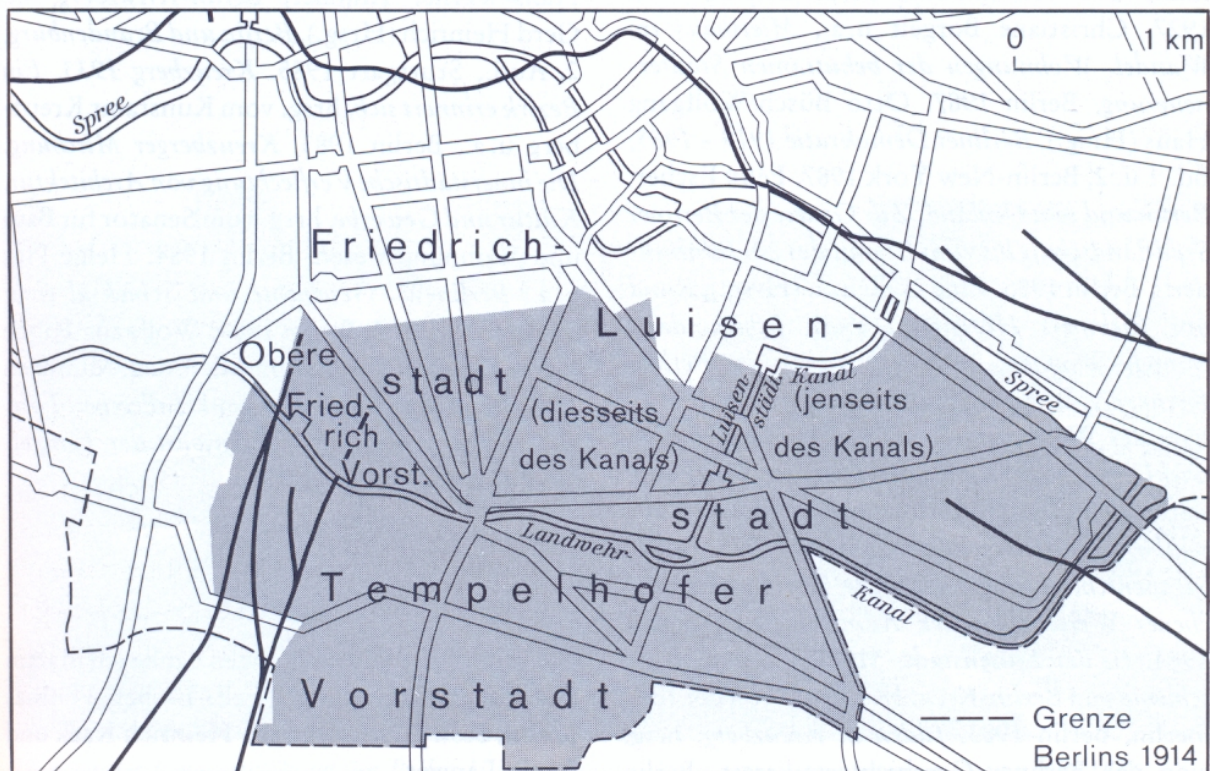 0 1 km
Spree
Friedrich-
stadt
Luisen
Obere
Fried-
rich
Vorst.
(diesseits
des Kanals)
Luisen-
städt.
Kanal
(jenseits
des Kanals)
Spree
stadt
Landwehr-
Kanal
Tempelhofer
Vorstadt
Grenze
Berlins 1914